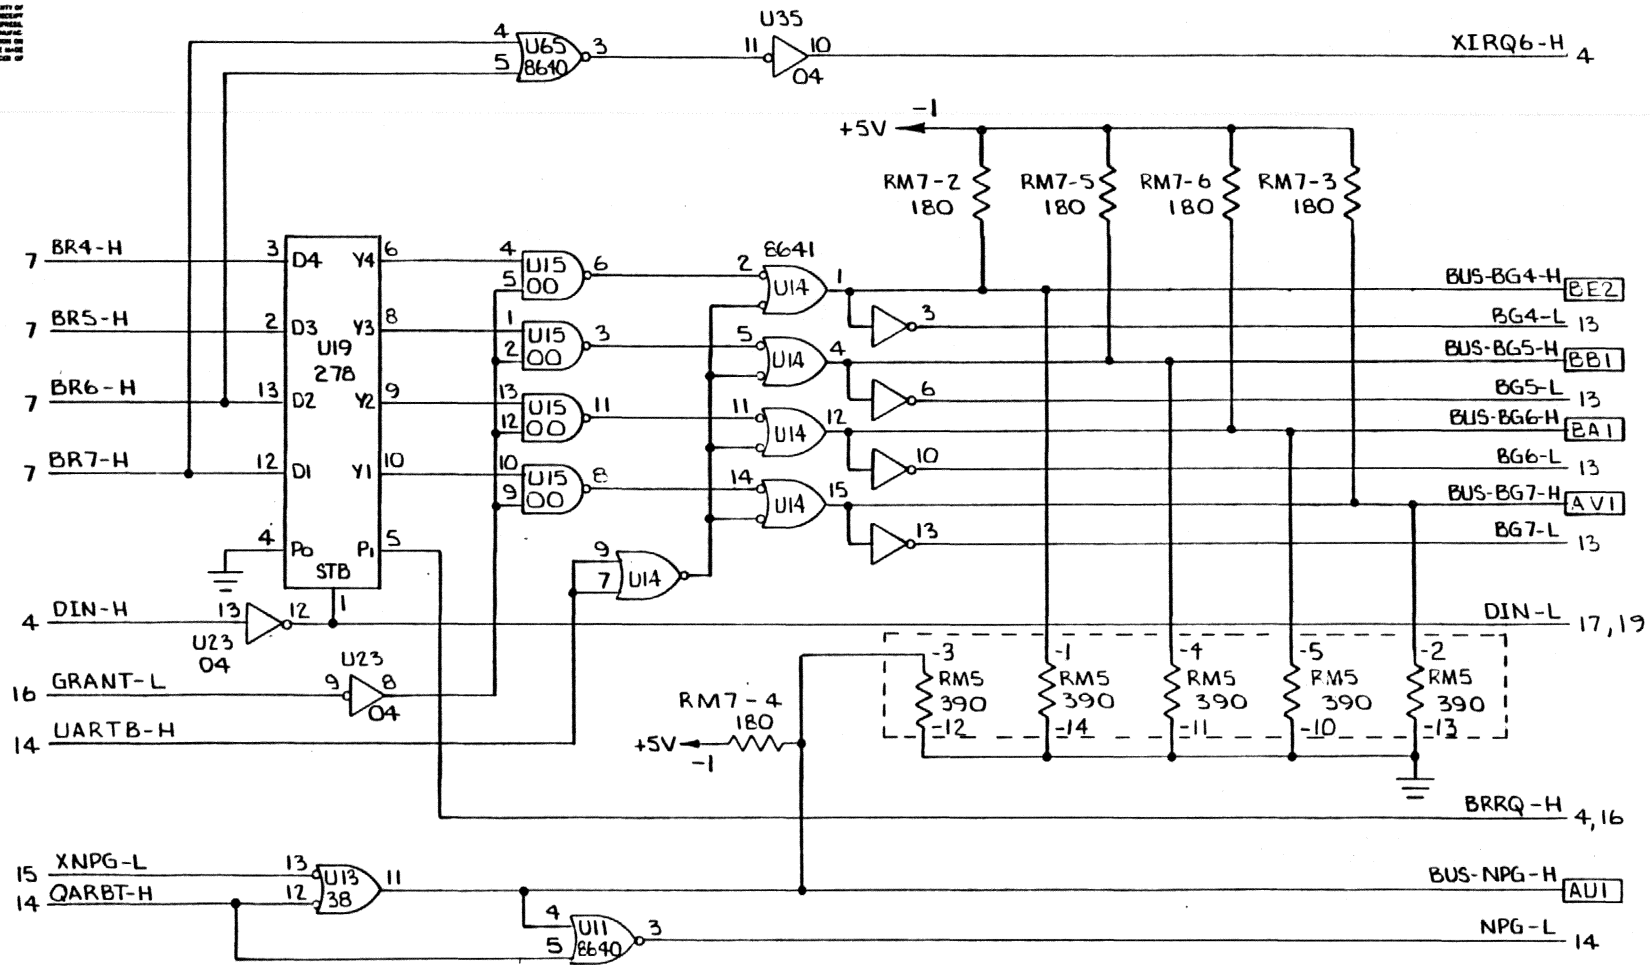 U35
4 U65 3 11 10 XIRQ6-H 4
5 8640 04
-1
+5V
RM7-2 RM7-5 RM7-6 RM7-3
180 180 180 180
8641
7 BR4-H 3 D4 Y4 6 4 U15 6 2 U14 1 BUS-BG4-H BE2
5 00
3 BG4-L 13
7 BR5-H 2 D3 Y3 8 1 U15 3 5 U14 4 BUS-BG5-H BB1
2 00
U19
278
6 BG5-L 13
7 BR6-H 13 D2 Y2 9 13 U15 11 11 U14 12 BUS-BG6-H BA1
12 00
10 BG6-L 13
7 BR7-H 12 D1 Y1 10 10 U15 8 14 U14 15 BUS-BG7-H AV1
9 00
13 BG7-L 13
4 P0 P1 5 9
7 U14
STB
1
4 DIN-H 13 12 DIN-L 17,19
U23
04
U23
16 GRANT-L 9 8
04
-3 -1 -4 -5 -2
RM5 RM5 RM5 RM5 RM5
390 390 390 390 390
-12 -14 -11 -10 -13
RM7-4
180
14 UARTB-H
+5V
-1
BRRQ-H 4,16
15 XNPG-L 13 U13 11 BUS-NPG-H AU1
14 QARBT-H 12 38
4 U11 3 NPG-L 14
5 8640